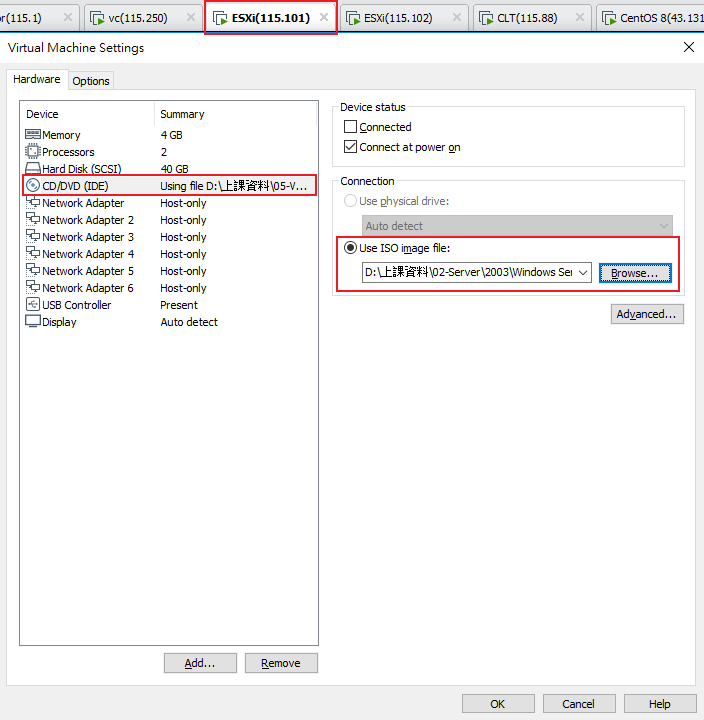 or(115.1)
vc(115.250)
ESXi(115.101)
ESXi(115.102)
CLT(115.88)
CentOS 8(43.131
Virtual Machine Settings
Hardware
Options
Device Summary
Memory 4 GB
Processors 2
Hard Disk (SCSI) 40 GB
CD/DVD (IDE) Using file D:\上課資料\05-V...
Network Adapter Host-only
Network Adapter 2 Host-only
Network Adapter 3 Host-only
Network Adapter 4 Host-only
Network Adapter 5 Host-only
Network Adapter 6 Host-only
USB Controller Present
Display Auto detect
Add...
Remove
Device status
Connected
Connect at power on
Connection
Use physical drive:
Auto detect
Use ISO image file:
D:\上課資料\02-Server\2003\Windows Ser
Browse...
Advanced...
OK
Cancel
Help